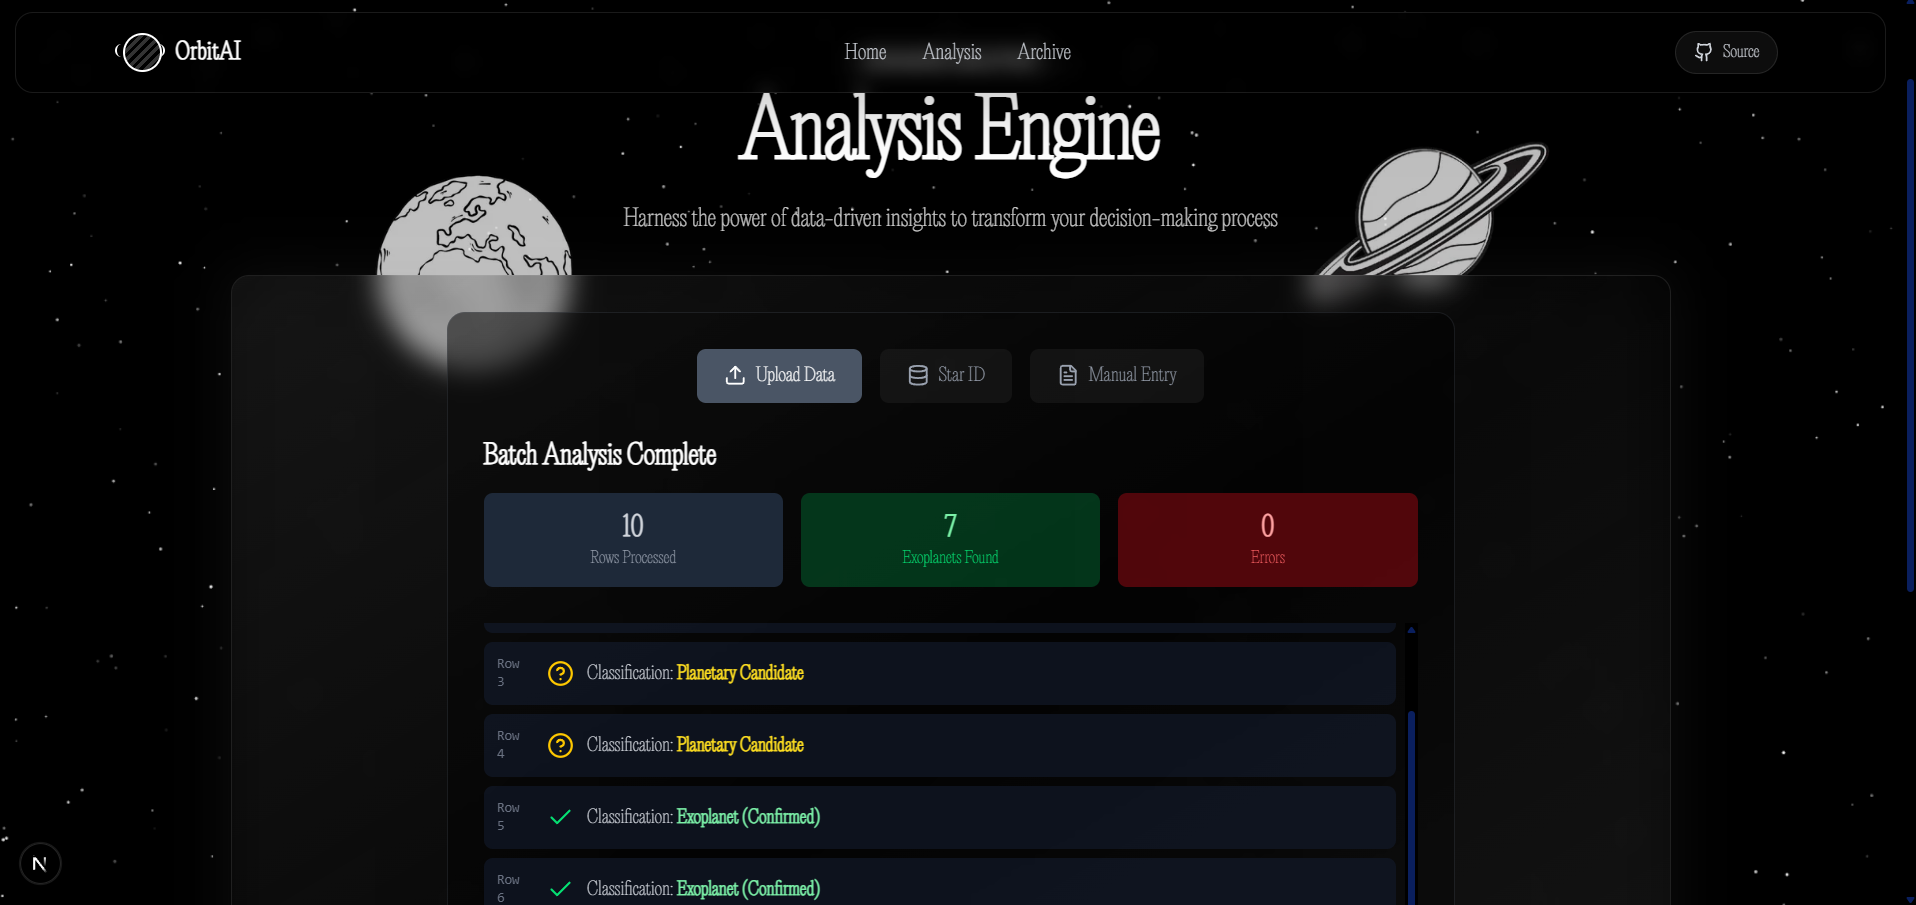 OrbitAI
Home Analysis Archive
Source
Analysis Engine
Harness the power of data-driven insights to transform your decision-making process
Upload Data
Star ID
Manual Entry
Batch Analysis Complete
10
Rows Processed
7
Exoplanets Found
0
Errors
Row
3
Classification: Planetary Candidate
Row
4
Classification: Planetary Candidate
Row
5
Classification: Exoplanet (Confirmed)
Row
6
Classification: Exoplanet (Confirmed)
N